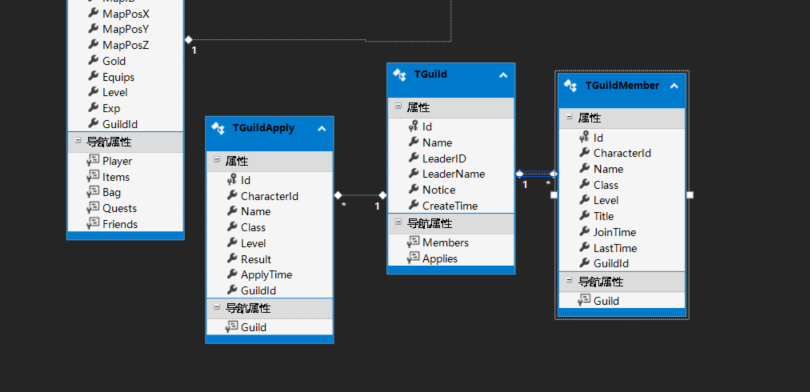 MapPosX
MapPosY
MapPosZ
Gold
Equips
Level
Exp
GuildId
导航属性
Player
Items
Bag
Quests
Friends
1
TGuildApply
属性
Id
CharacterId
Name
Class
Level
Result
ApplyTime
GuildId
导航属性
Guild
*
1
TGuild
属性
Id
Name
LeaderID
LeaderName
Notice
CreateTime
导航属性
Members
Applies
1
*
TGuildMember
属性
Id
CharacterId
Name
Class
Level
Title
JoinTime
LastTime
GuildId
导航属性
Guild